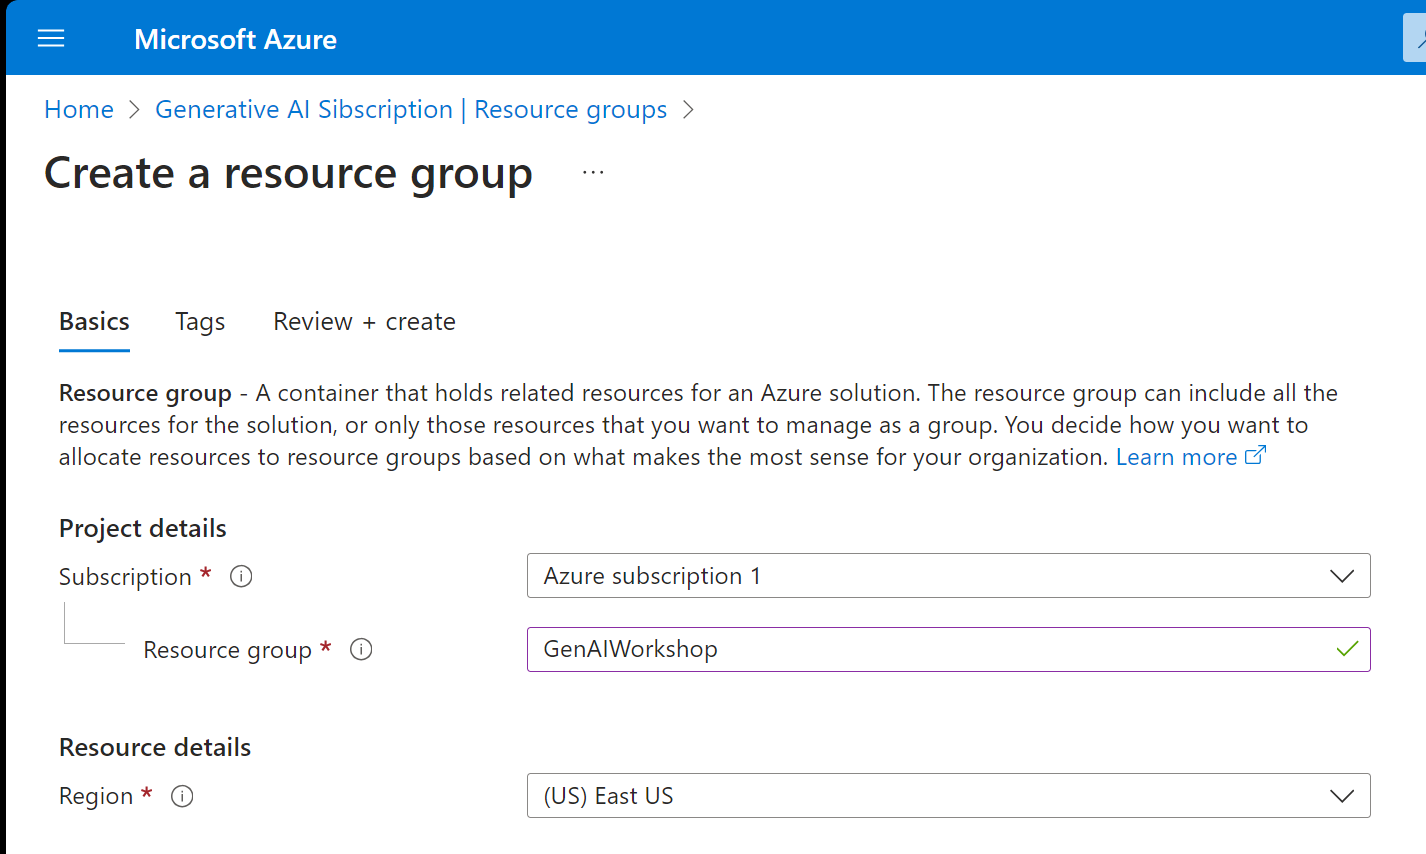 Microsoft Azure
Home > Generative AI Sibscription | Resource groups >
Create a resource group ...
Basics Tags Review + create
Resource group - A container that holds related resources for an Azure solution. The resource group can include all the
resources for the solution, or only those resources that you want to manage as a group. You decide how you want to
allocate resources to resource groups based on what makes the most sense for your organization. Learn more
Project details
Subscription * Azure subscription 1
Resource group * GenAIWorkshop
Resource details
Region * (US) East US